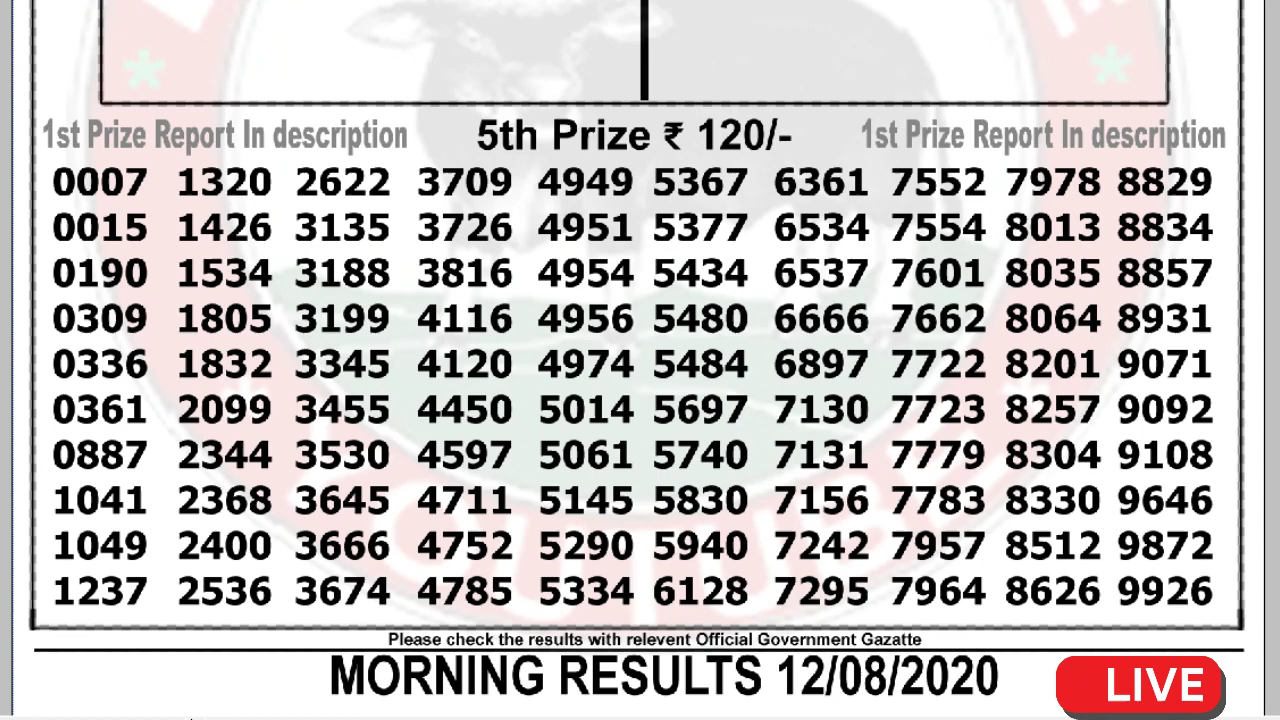 1st Prize Report In description 5th Prize ₹ 120/- 1st Prize Report In description
0007 1320 2622 3709 4949 5367 6361 7552 7978 8829
0015 1426 3135 3726 4951 5377 6534 7554 8013 8834
0190 1534 3188 3816 4954 5434 6537 7601 8035 8857
0309 1805 3199 4116 4956 5480 6666 7662 8064 8931
0336 1832 3345 4120 4974 5484 6897 7722 8201 9071
0361 2099 3455 4450 5014 5697 7130 7723 8257 9092
0887 2344 3530 4597 5061 5740 7131 7779 8304 9108
1041 2368 3645 4711 5145 5830 7156 7783 8330 9646
1049 2400 3666 4752 5290 5940 7242 7957 8512 9872
1237 2536 3674 4785 5334 6128 7295 7964 8626 9926
Please check the results with relevent Official Government Gazatte
MORNING RESULTS 12/08/2020
LIVE